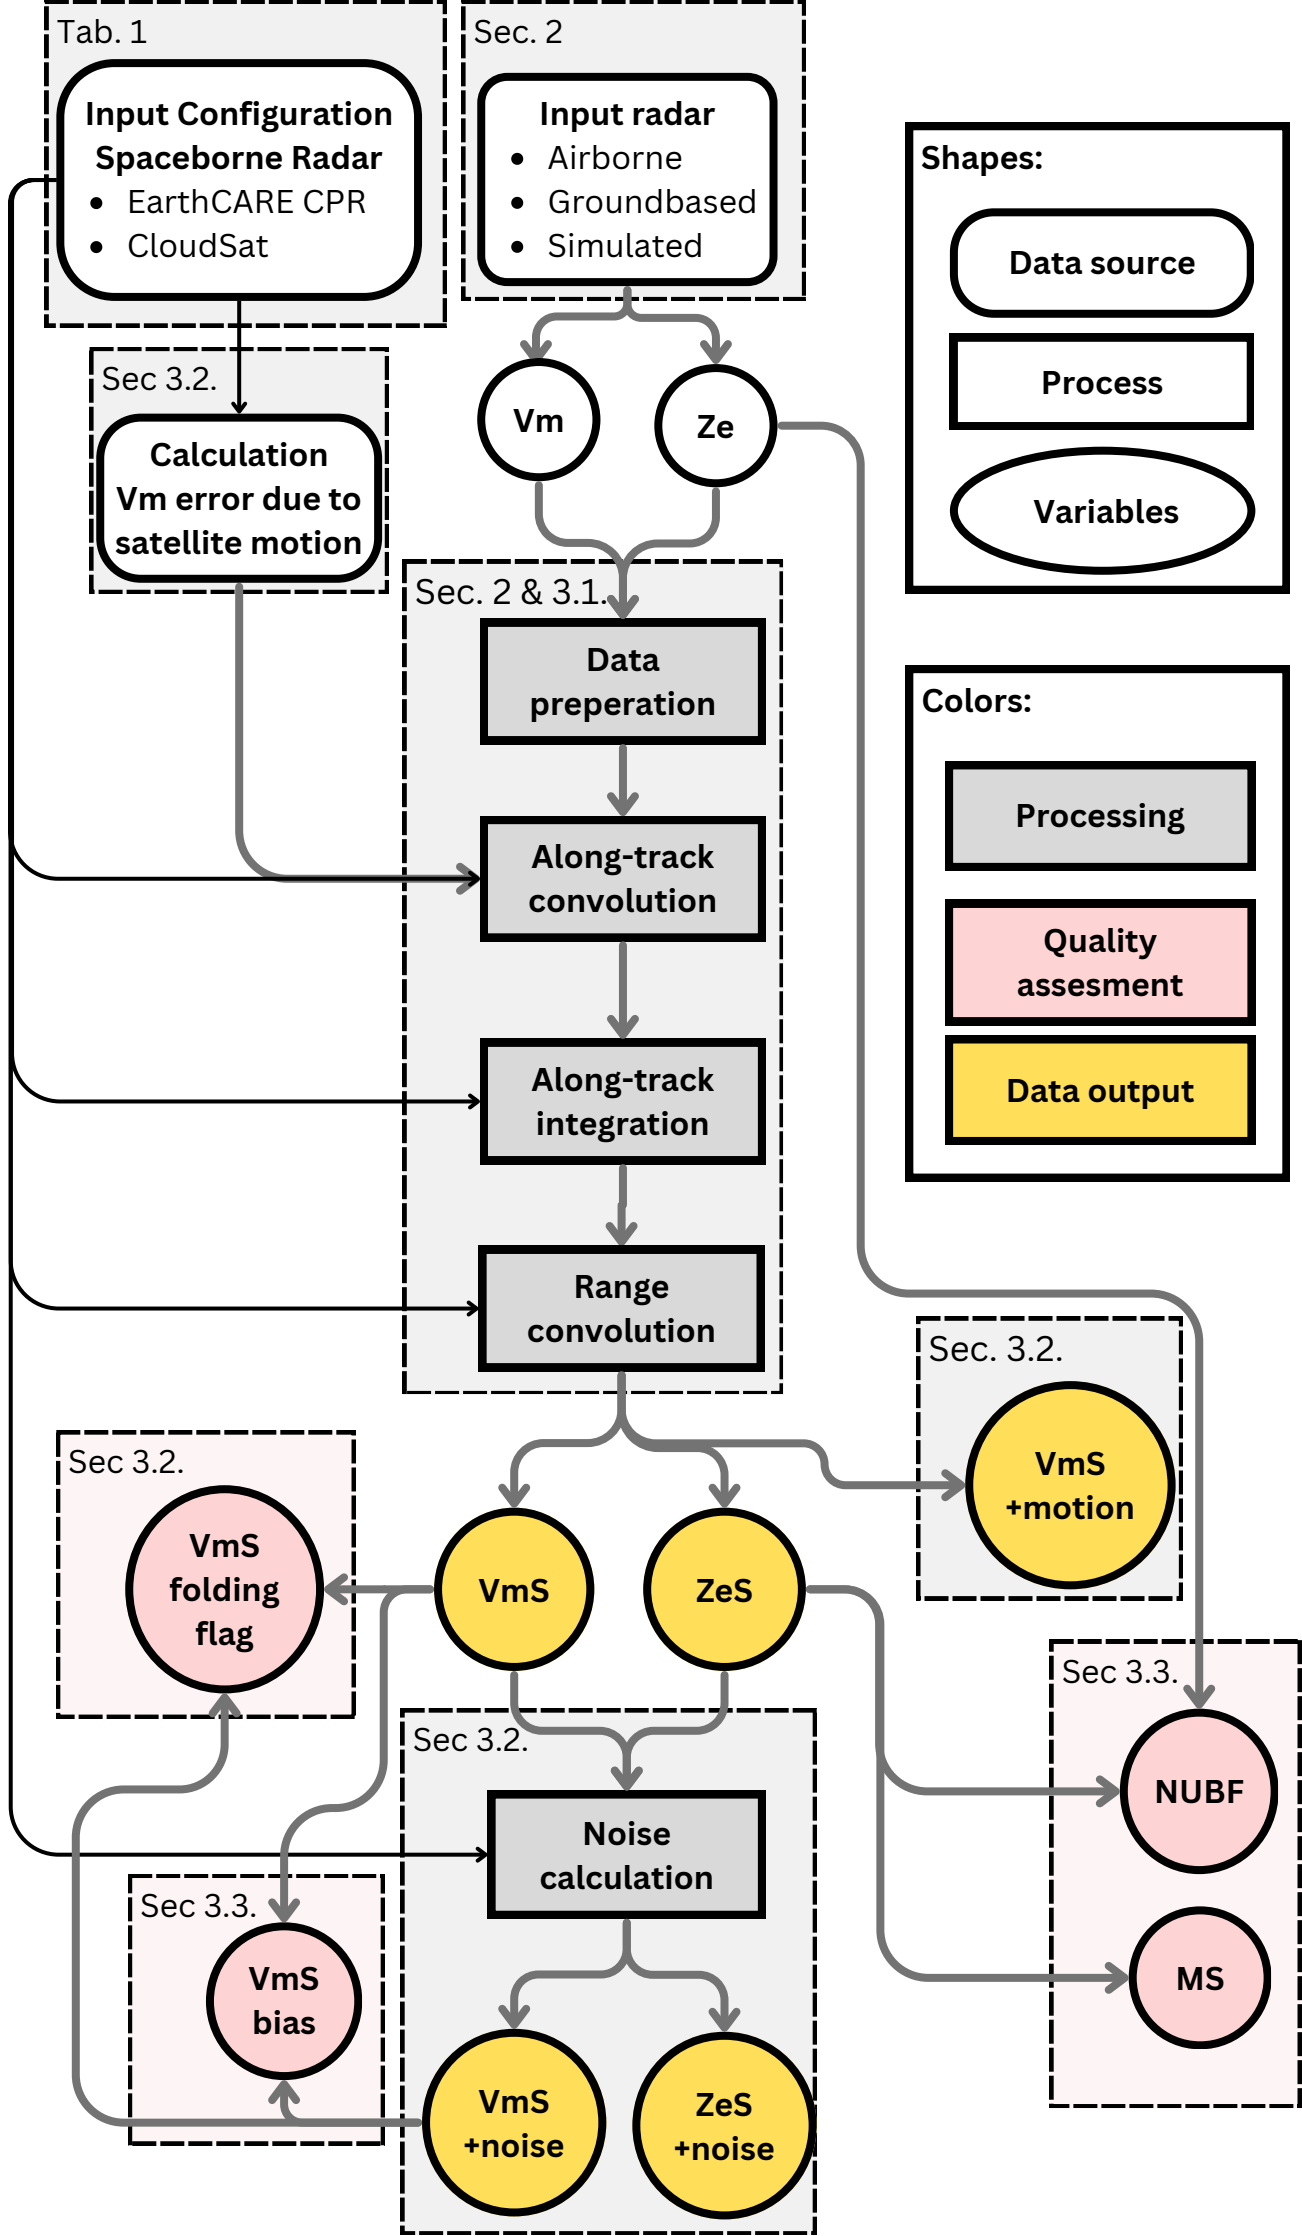 Tab. 1
Input Configuration
Spaceborne Radar
• EarthCARE CPR
• CloudSat
Sec. 2
Input radar
• Airborne
• Groundbased
• Simulated
Shapes:
Data source
Process
Variables
Sec 3.2.
Calculation
Vm error due to
satellite motion
Vm
Ze
Sec. 2 & 3.1.
Data
preperation
Along-track
convolution
Along-track
integration
Range
convolution
Colors:
Processing
Quality
assesment
Data output
Sec. 3.2.
VmS
+motion
Sec 3.2.
VmS
folding
flag
VmS
ZeS
Sec 3.3.
NUBF
MS
Sec 3.2.
Noise
calculation
Sec 3.3.
VmS
bias
VmS
+noise
ZeS
+noise